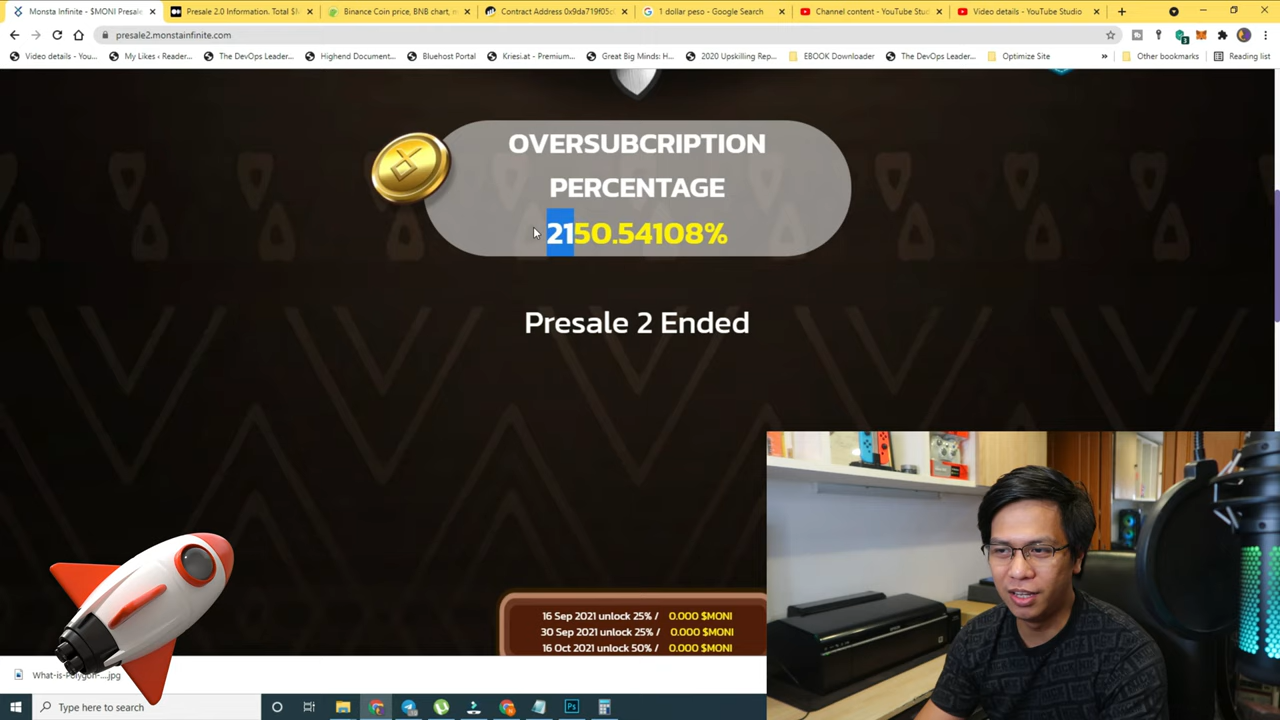 Monsta Infinite - $MONI Presale
Presale 2.0 Information. Total $M
Binance Coin price, BNB chart, m
Contract Address 0x9da719f05c
1 dollar peso - Google Search
Channel content - YouTube Stud
Video details - YouTube Studio
presale2.monstainfinite.com
Video details - You...
My Likes - Reader...
The DevOps Leader...
Highend Document...
Bluehost Portal
Kriesi.at - Premium...
Great Big Minds: H...
2020 Upskilling Rep...
EBOOK Downloader
The DevOps Leader...
Optimize Site
Other bookmarks
Reading list
OVERSUBCRIPTION
PERCENTAGE
2150.54108%
Presale 2 Ended
16 Sep 2021 unlock 25% / 0.000 $MONI
30 Sep 2021 unlock 25% / 0.000 $MONI
16 Oct 2021 unlock 50% / 0.000 $MONI
What-is-Polygon-....jpg
Type here to search